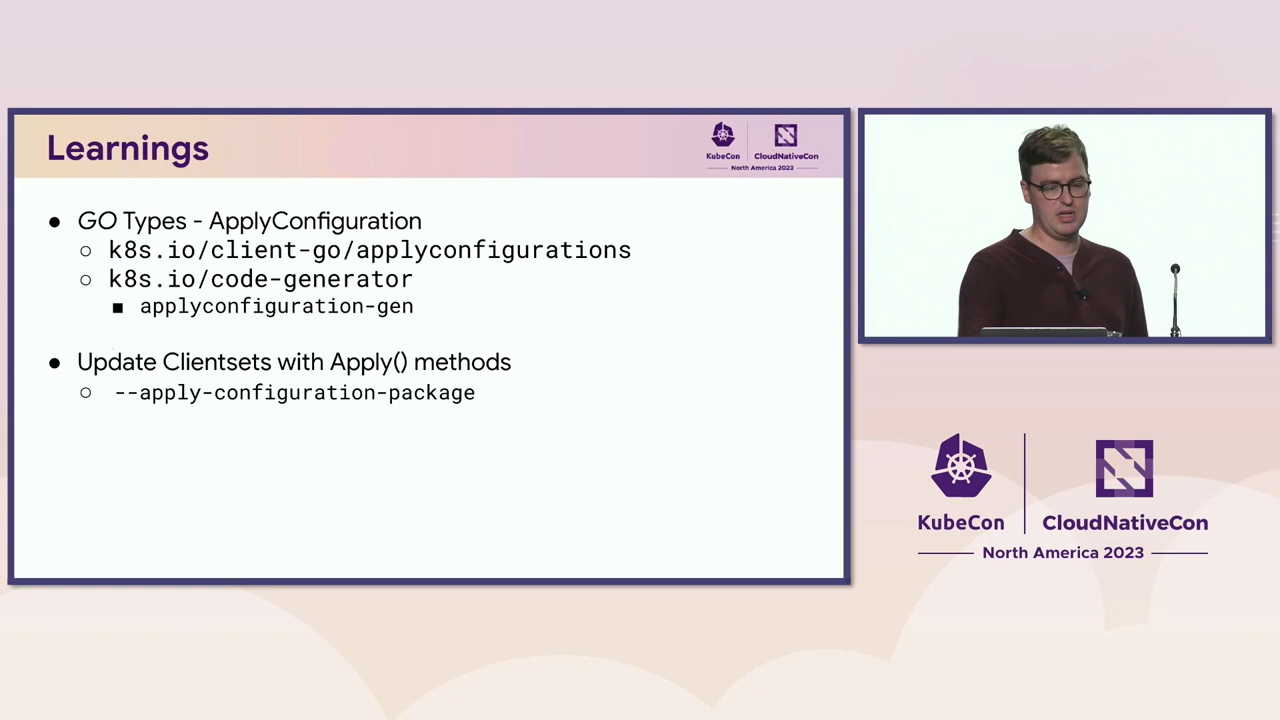 Learnings
KubeCon
CloudNativeCon
North America 2023
● GO Types - ApplyConfiguration
○ k8s.io/client-go/applyconfigurations
○ k8s.io/code-generator
■ applyconfiguration-gen
● Update Clientsets with Apply() methods
○ --apply-configuration-package
KubeCon
CloudNativeCon
North America 2023